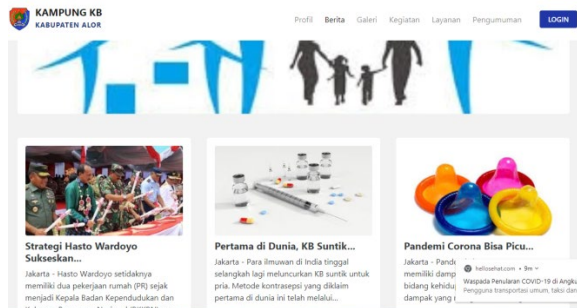 KAMPUNG KB
KABUPATEN ALOR
Profil Berita Galeri Kegiatan Layanan Pengumuman LOGIN
Strategi Hasto Wardoyo
Sukseskan...
Jakarta - Hasto Wardoyo setidaknya
memiliki dua pekerjaan rumah (PR) sejak
menjadi Kepala Badan Kependudukan dan
Pertama di Dunia, KB Suntik...
Jakarta - Para ilmuwan di India tinggal
selangkah lagi meluncurkan KB suntik untuk
pria. Metode kontrasepsi yang diklaim
pertama di dunia ini telah melalui...
Pandemi Corona Bisa Picu...
Jakarta - Pande
memiliki damp
bidang kehidup
dampak yang
hellosehat.com • 9m
Waspada Penularan COVID-19 di Angku
Pengguna transportasi umum, taksi dan